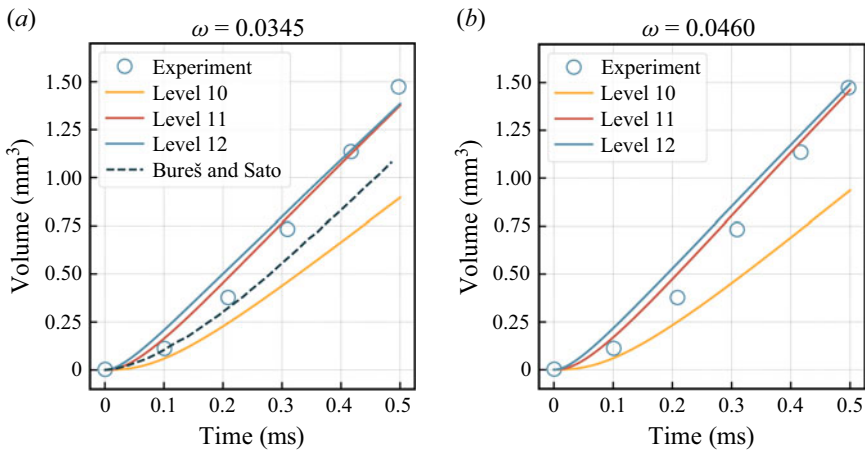 (a)
ω = 0.0345
Volume (mm³)
1.50
1.25
1.00
0.75
0.50
0.25
0
Experiment
Level 10
Level 11
Level 12
Bureš and Sato
0 0.1 0.2 0.3 0.4 0.5
Time (ms)
(b)
ω = 0.0460
Volume (mm³)
1.50
1.25
1.00
0.75
0.50
0.25
0
Experiment
Level 10
Level 11
Level 12
0 0.1 0.2 0.3 0.4 0.5
Time (ms)